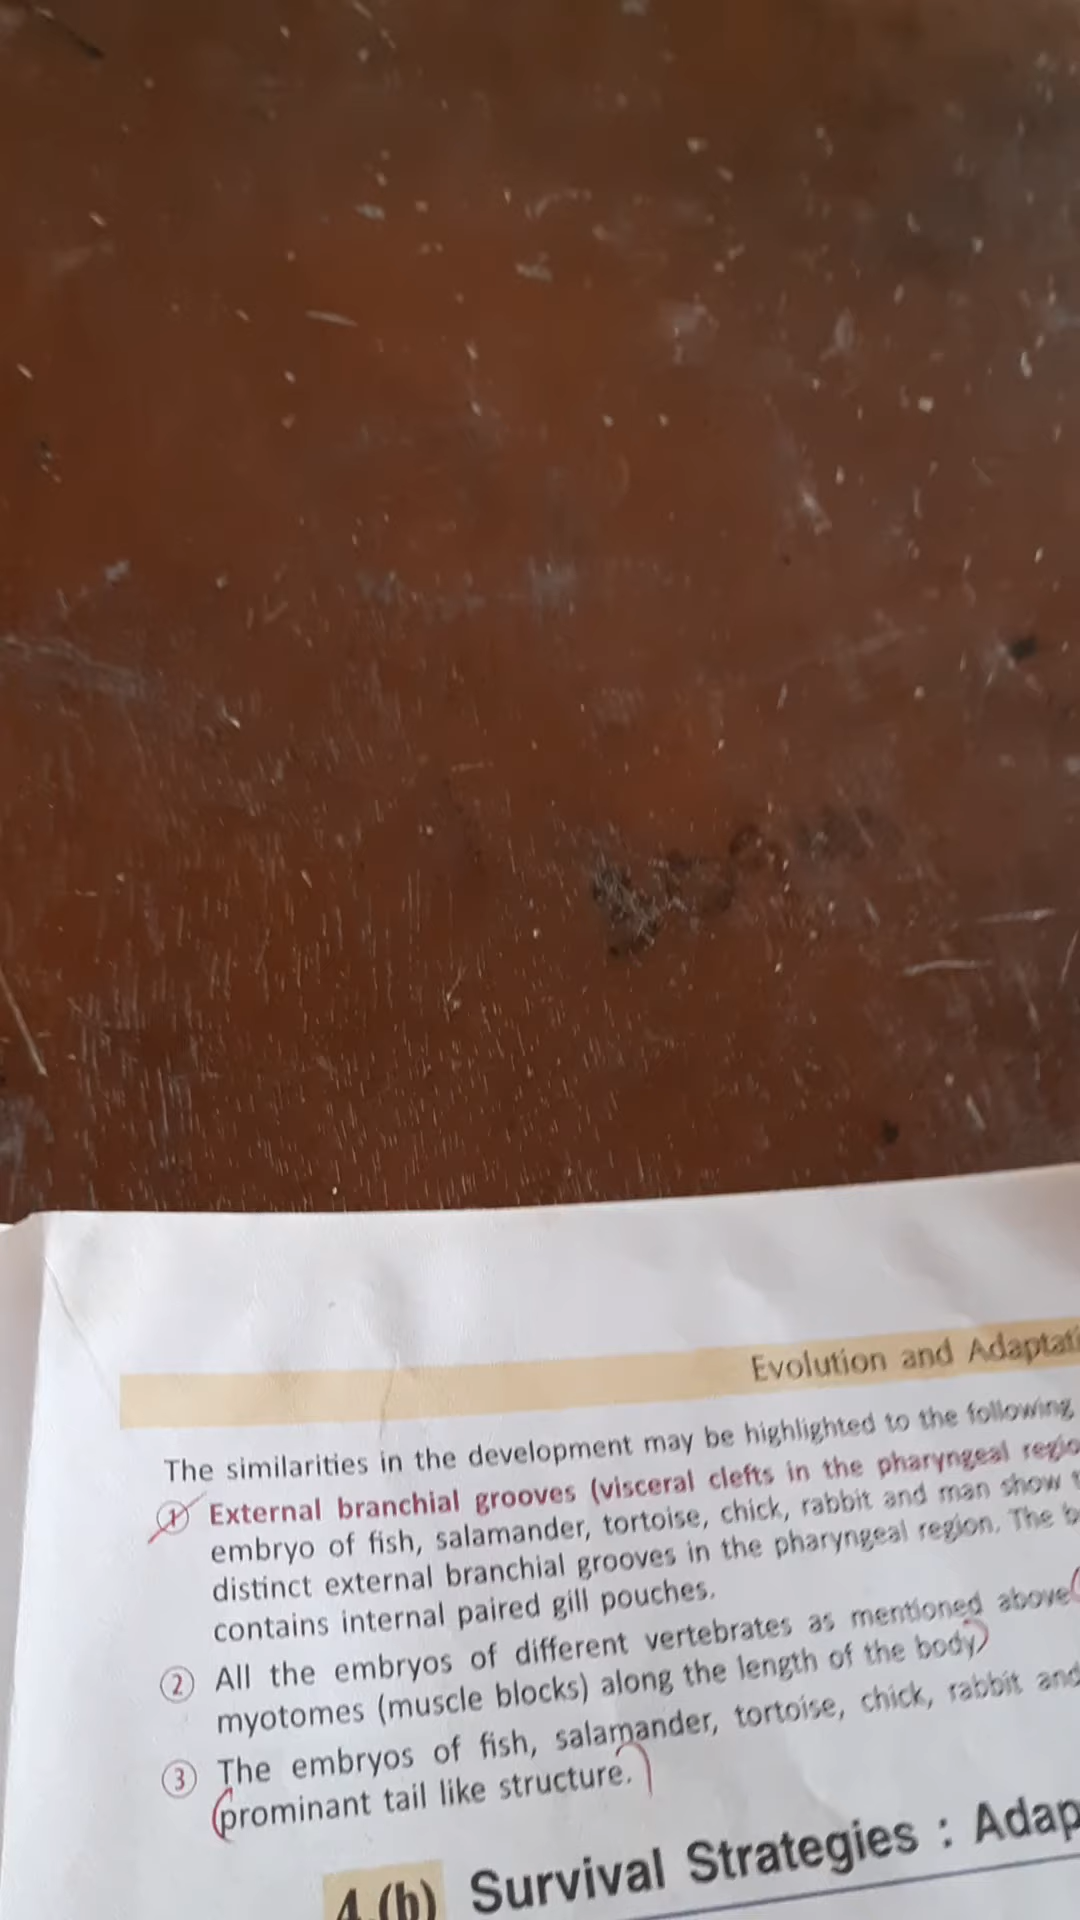 Evolution and Adaptati
The similarities in the development may be highlighted to the following
1 External branchial grooves (visceral clefts in the pharyngeal regio
embryo of fish, salamander, tortoise, chick, rabbit and man show t
distinct external branchial grooves in the pharyngeal region. The b
contains internal paired gill pouches.
2 All the embryos of different vertebrates as mentioned above
myotomes (muscle blocks) along the length of the body
3 The embryos of fish, salamander, tortoise, chick, rabbit and
prominant tail like structure.
4.(b) Survival Strategies : Adap